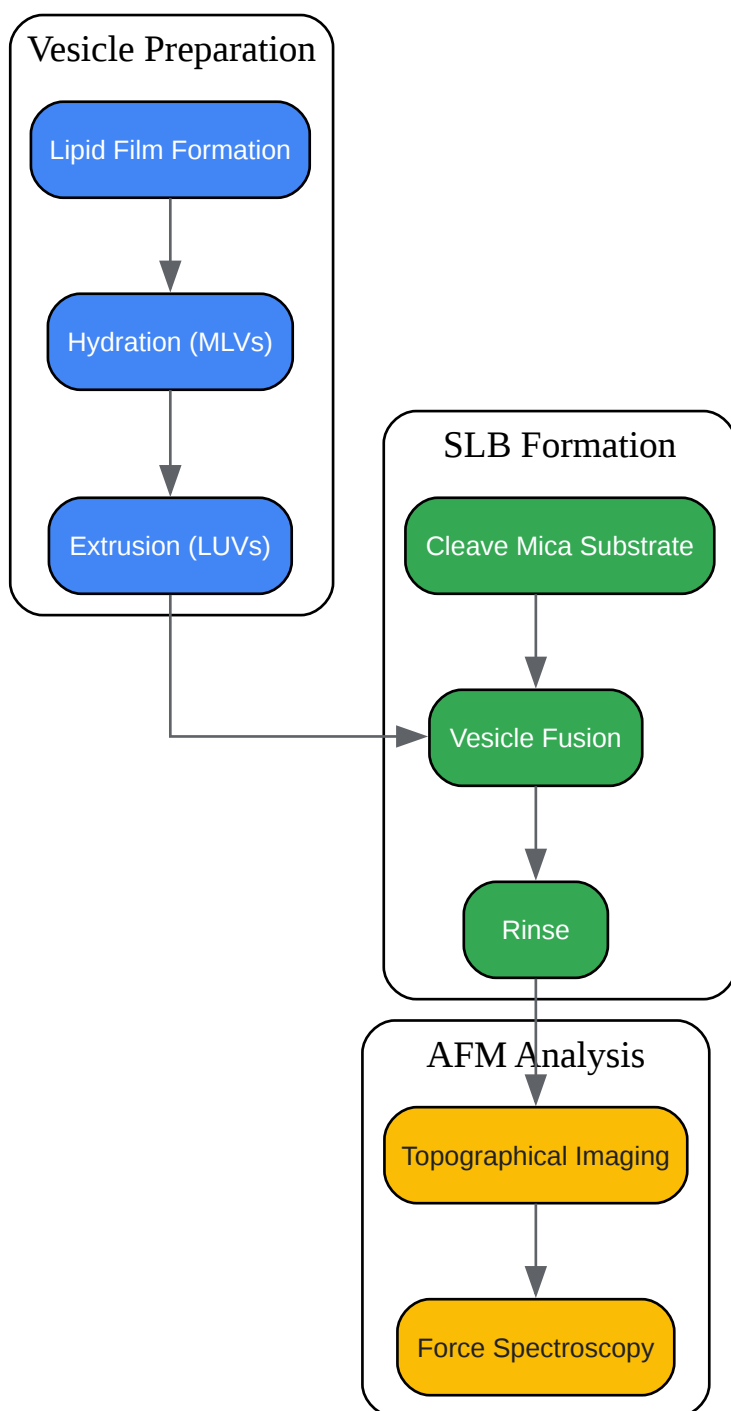 Vesicle Preparation
Lipid Film Formation
Hydration (MLVs)
Extrusion (LUVs)
SLB Formation
Cleave Mica Substrate
Vesicle Fusion
Rinse
AFM Analysis
Topographical Imaging
Force Spectroscopy